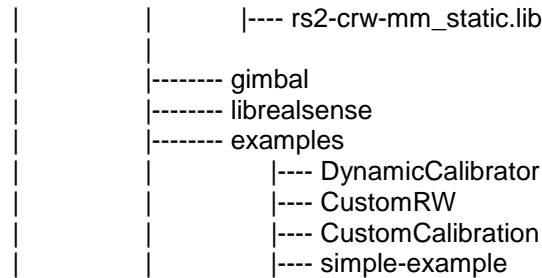 |               |            |---- rs2-crw-mm_static.lib
|               |
|               |-------- gimbal
|               |-------- librealsense
|               |-------- examples
|               |               |---- DynamicCalibrator
|               |               |---- CustomRW
|               |               |---- CustomCalibration
|               |               |---- simple-example